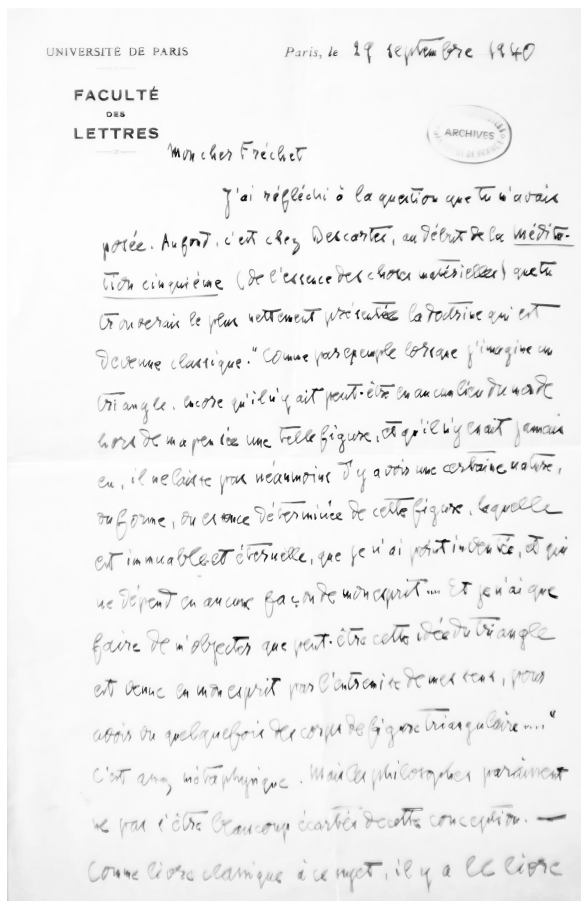 UNIVERSITÉ DE PARIS
Paris, le 29 septembre 1940
FACULTÉ
DES
LETTRES
ARCHIVES
Mon cher Fréchet
J'ai réfléchi à la question que tu m'avais
posée. Au fond, c'est chez Descartes, au début de la Médita-
tion cinquième (de l'essence des choses matérielles) que tu
trouverais le plus nettement présentée la doctrine qui est
devenue classique. "Comme par exemple lorsque j'imagine un
triangle, encore qu'il n'y ait peut-être en aucun lieu du monde
hors de ma pensée une telle figure, et qu'il n'y en ait jamais
eu, il ne laisse pas néanmoins d'y avoir une certaine nature,
ou forme, ou essence déterminée de cette figure, laquelle
est immuable et éternelle, que je n'ai point inventée, et qui
ne dépend en aucune façon de mon esprit.... Et je n'ai que
faire de m'objecter que peut-être cette idée du triangle
est venue en mon esprit par l'entremise de mes sens, pour
avoir vu quelquefois des corps de figure triangulaire...."
C'est assez métaphysique. Mais les philosophes paraissent
ne pas s'être beaucoup écartés de cette conception. —
Comme livre classique à ce sujet, il y a le livre